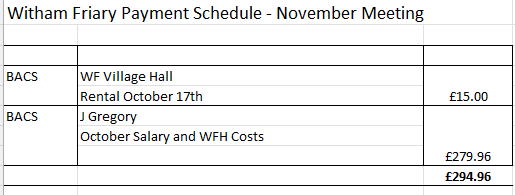 Witham Friary Payment Schedule - November Meeting
BACS WF Village Hall
Rental October 17th £15.00
BACS J Gregory
October Salary and WFH Costs
£279.96
£294.96